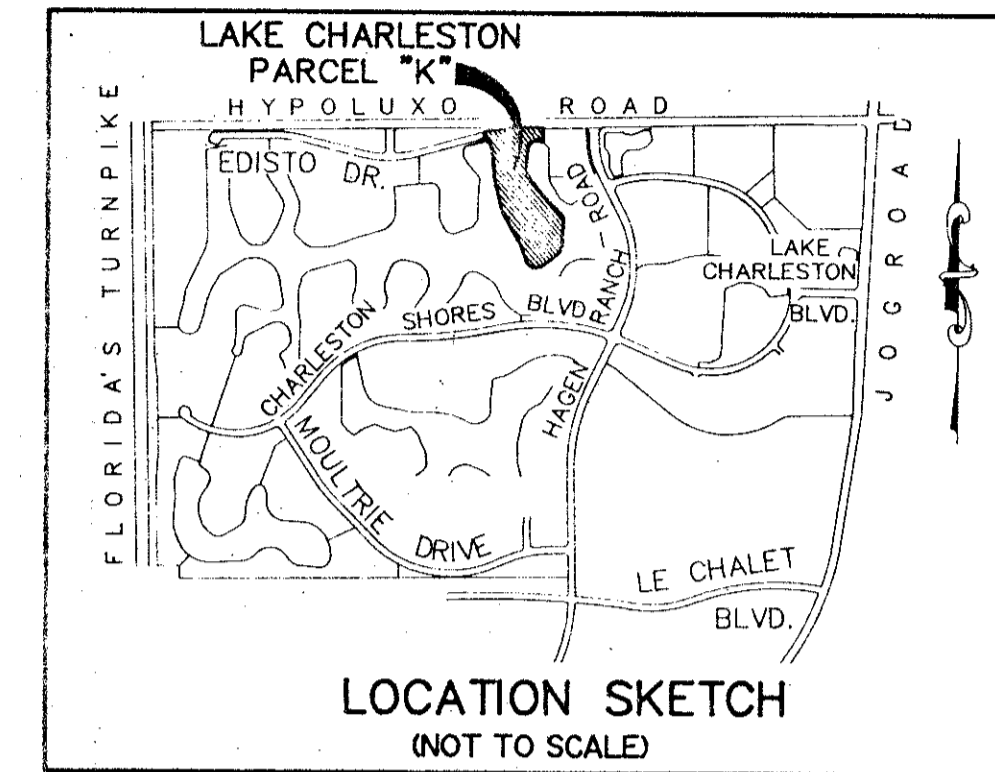 LAKE CHARLESTON
PARCEL "K"
HYPOLUXO ROAD
EDISTO DR.
FLORIDA'S TURNPIKE
JOG ROAD
HAGEN RANCH ROAD
LAKE
CHARLESTON
BLVD.
CHARLESTON SHORES BLVD.
MOULTRIE DRIVE
LE CHALET
BLVD.
LOCATION SKETCH
(NOT TO SCALE)